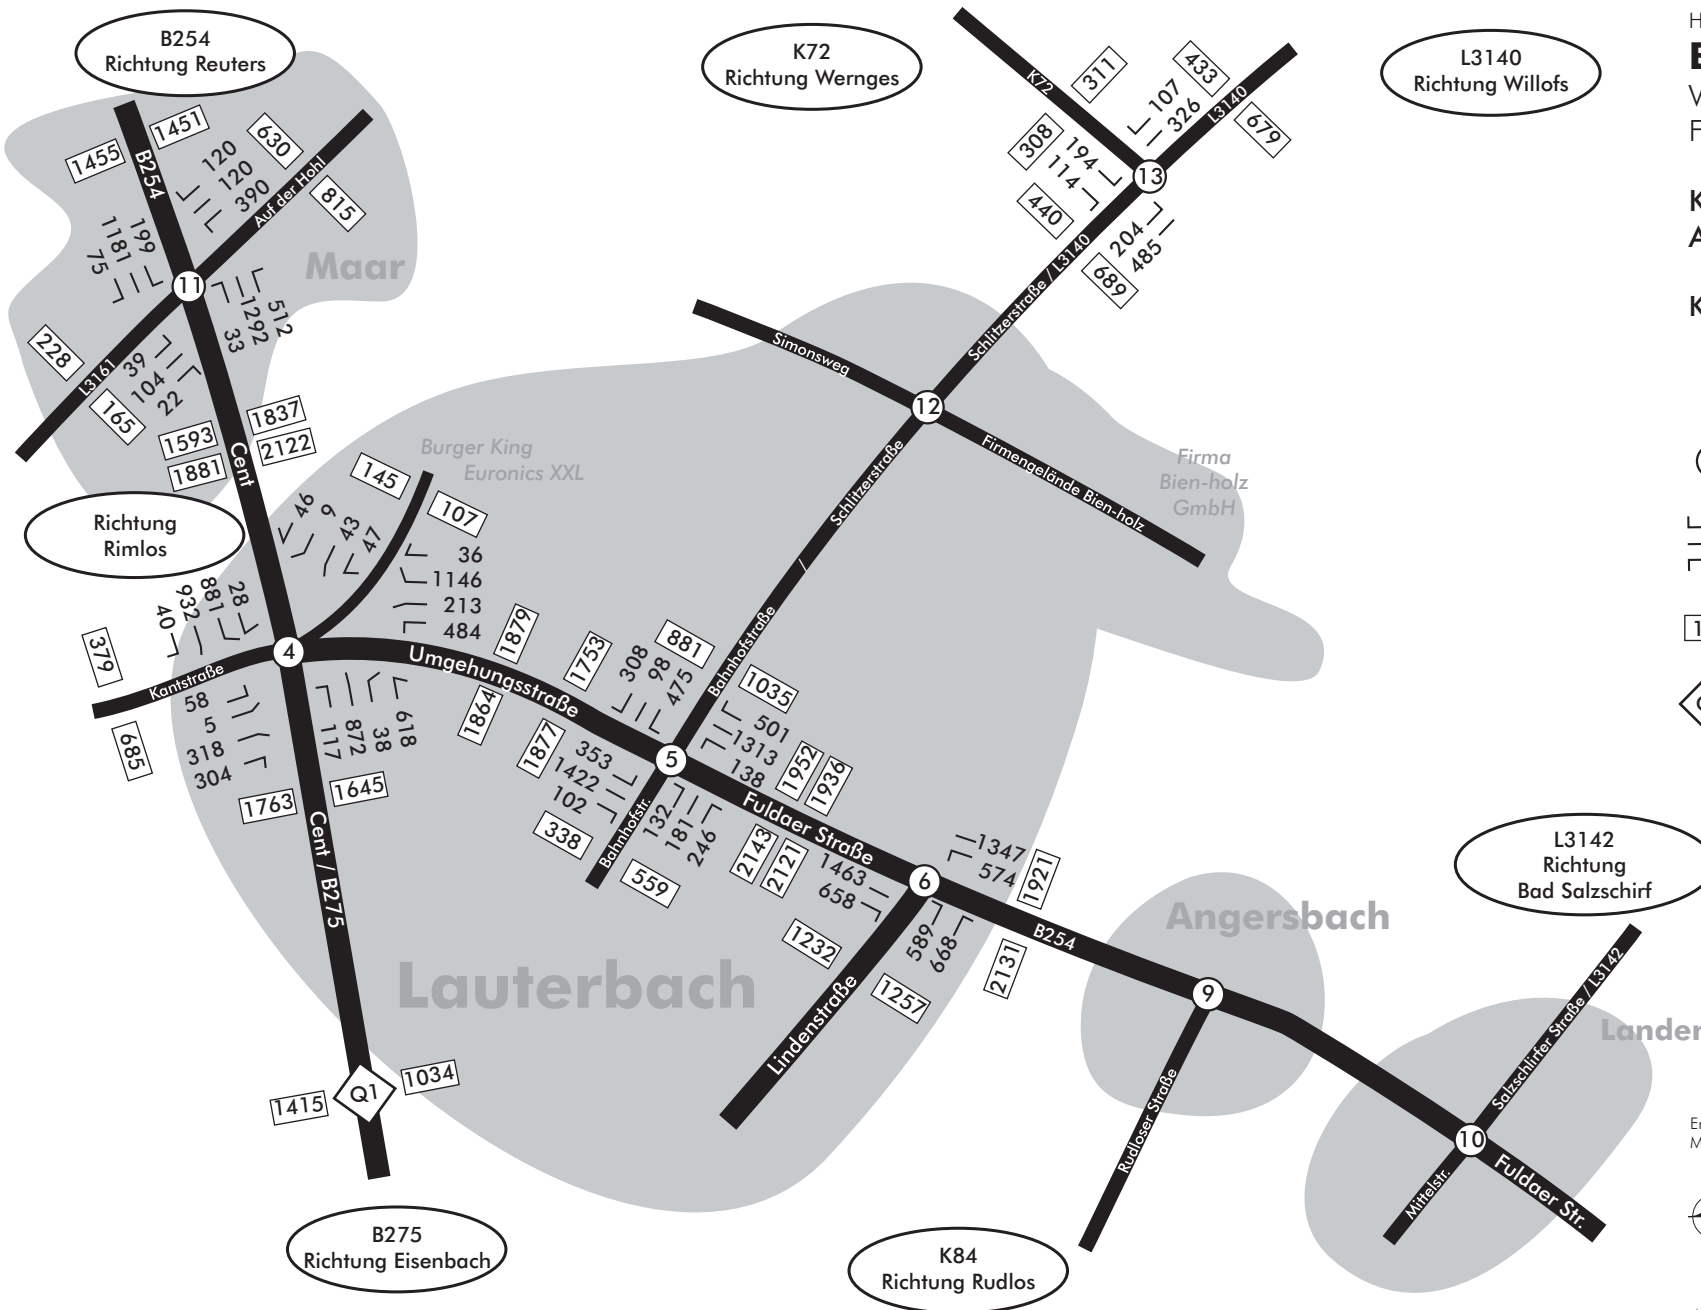 B254
Richtung Reuters
K72
Richtung Wernges
L3140
Richtung Willofs
H
E
V
F
K
A
K
1455
1451
B254
120
120
390
630
Auf der Hohl
815
199
1181
75
11
Maar
228
L3161
165
39
104
22
33
1292
512
1593
1881
Cent
1837
2122
K72
311
433
107
326
L3140
679
308
194
114
440
13
204
485
689
Schlitzerstraße / L3140
Simonsweg
12
Firmengelände Bien-holz
Firma
Bien-holz
GmbH
Schlitzerstraße
/
Bahnhofstraße
Burger King
Euronics XXL
145
107
Richtung
Rimlos
46
9
43
47
36
1146
213
484
28
881
932
40
379
Kantstraße
685
4
58
5
318
304
117
872
38
618
1763
1645
Cent / B275
Umgehungsstraße
1879
1864
1753
1877
308
98
475
881
1035
501
1313
138
5
353
1422
102
338
Bahnhofstr.
559
132
181
246
1952
1936
Fuldaer Straße
2143
2121
1463
658
6
1347
574
1921
589
668
2131
B254
1232
1257
Lindenstraße
Lauterbach
Angersbach
9
Rudloser Straße
L3142
Richtung
Bad Salzschirf
Salzschlirfer Straße / L3142
Lander
10
Mittelstr.
Fuldaer Str.
Q1
1415
1034
B275
Richtung Eisenbach
K84
Richtung Rudlos
1
Er
M